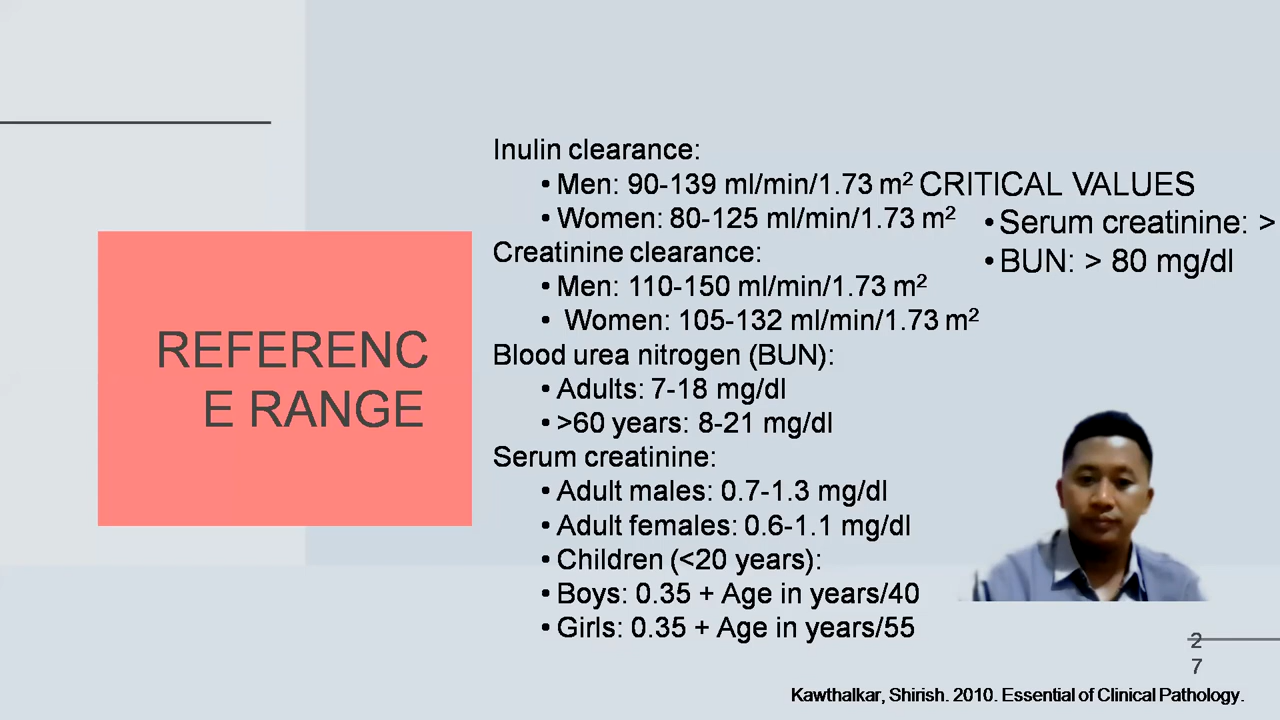 REFERENC
E RANGE
Inulin clearance:
• Men: 90-139 ml/min/1.73 m²
• Women: 80-125 ml/min/1.73 m²
Creatinine clearance:
• Men: 110-150 ml/min/1.73 m²
• Women: 105-132 ml/min/1.73 m²
Blood urea nitrogen (BUN):
• Adults: 7-18 mg/dl
• >60 years: 8-21 mg/dl
Serum creatinine:
• Adult males: 0.7-1.3 mg/dl
• Adult females: 0.6-1.1 mg/dl
• Children (<20 years):
• Boys: 0.35 + Age in years/40
• Girls: 0.35 + Age in years/55
CRITICAL VALUES
• Serum creatinine: >
• BUN: > 80 mg/dl
2
7
Kawthalkar, Shirish. 2010. Essential of Clinical Pathology.